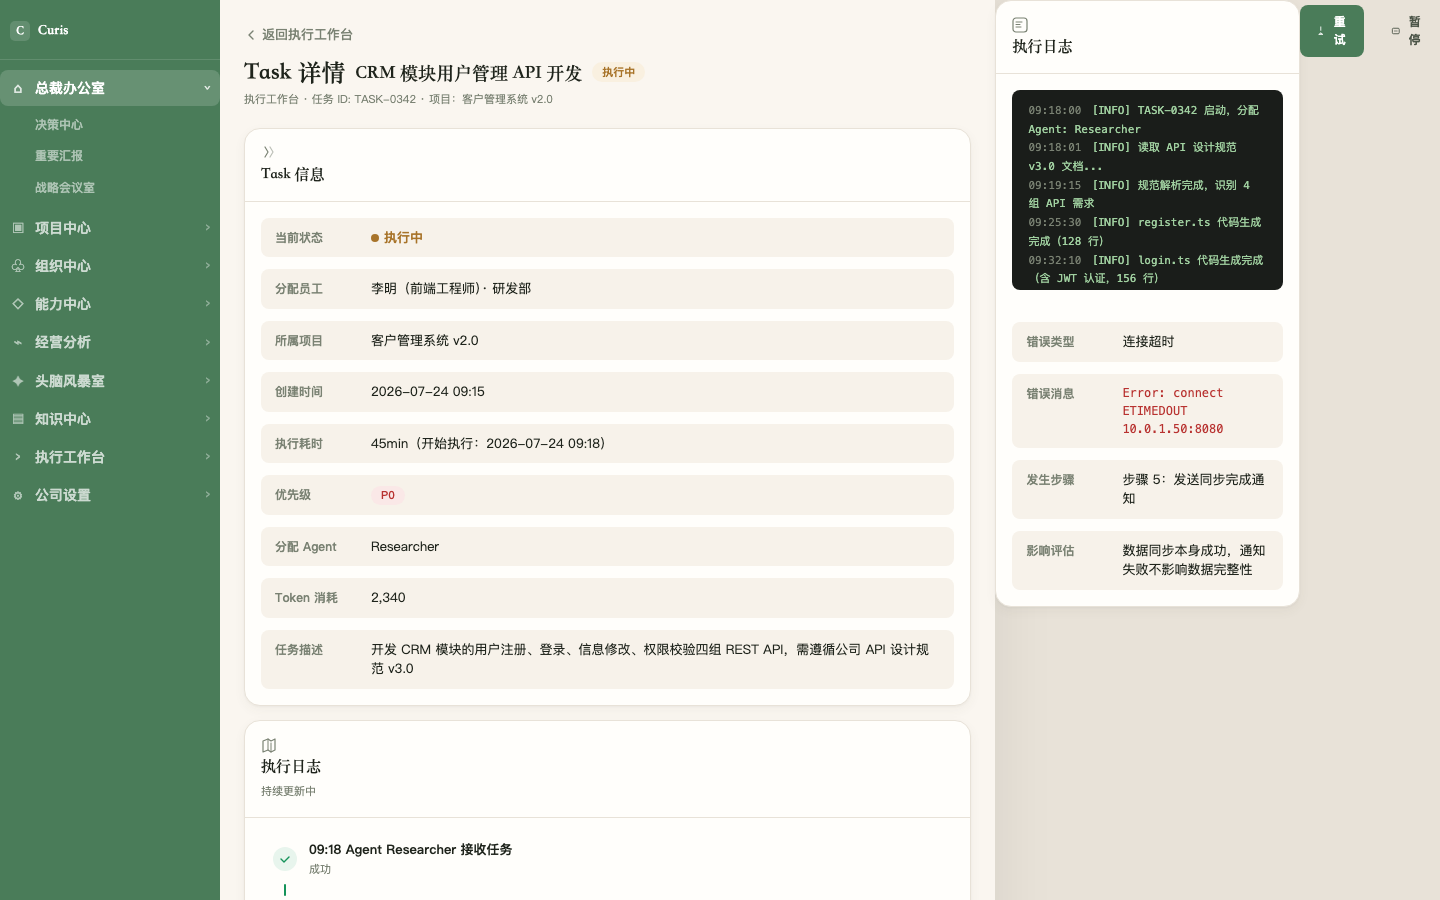 C Curis
总裁办公室
决策中心
重要汇报
战略会议室
项目中心
组织中心
能力中心
经营分析
头脑风暴室
知识中心
执行工作台
公司设置
返回执行工作台
Task 详情 CRM 模块用户管理 API 开发 执行中
执行工作台 · 任务 ID: TASK-0342 · 项目：客户管理系统 v2.0
Task 信息
当前状态 执行中
分配员工 李明（前端工程师）· 研发部
所属项目 客户管理系统 v2.0
创建时间 2026-07-24 09:15
执行耗时 45min（开始执行：2026-07-24 09:18）
优先级 P0
分配 Agent Researcher
Token 消耗 2,340
任务描述 开发 CRM 模块的用户注册、登录、信息修改、权限校验四组 REST API，需遵循公司 API 设计规
范 v3.0
执行日志
持续更新中
09:18 Agent Researcher 接收任务
成功
执行日志
09:18:00 [INFO] TASK-0342 启动，分配
Agent: Researcher
09:18:01 [INFO] 读取 API 设计规范
v3.0 文档...
09:19:15 [INFO] 规范解析完成，识别 4
组 API 需求
09:25:30 [INFO] register.ts 代码生成
完成（128 行）
09:32:10 [INFO] login.ts 代码生成完成
（含 JWT 认证，156 行）
错误类型 连接超时
错误消息 Error: connect
ETIMEDOUT
10.0.1.50:8080
发生步骤 步骤 5：发送同步完成通
知
影响评估 数据同步本身成功，通知
失败不影响数据完整性
重
试
暂
停